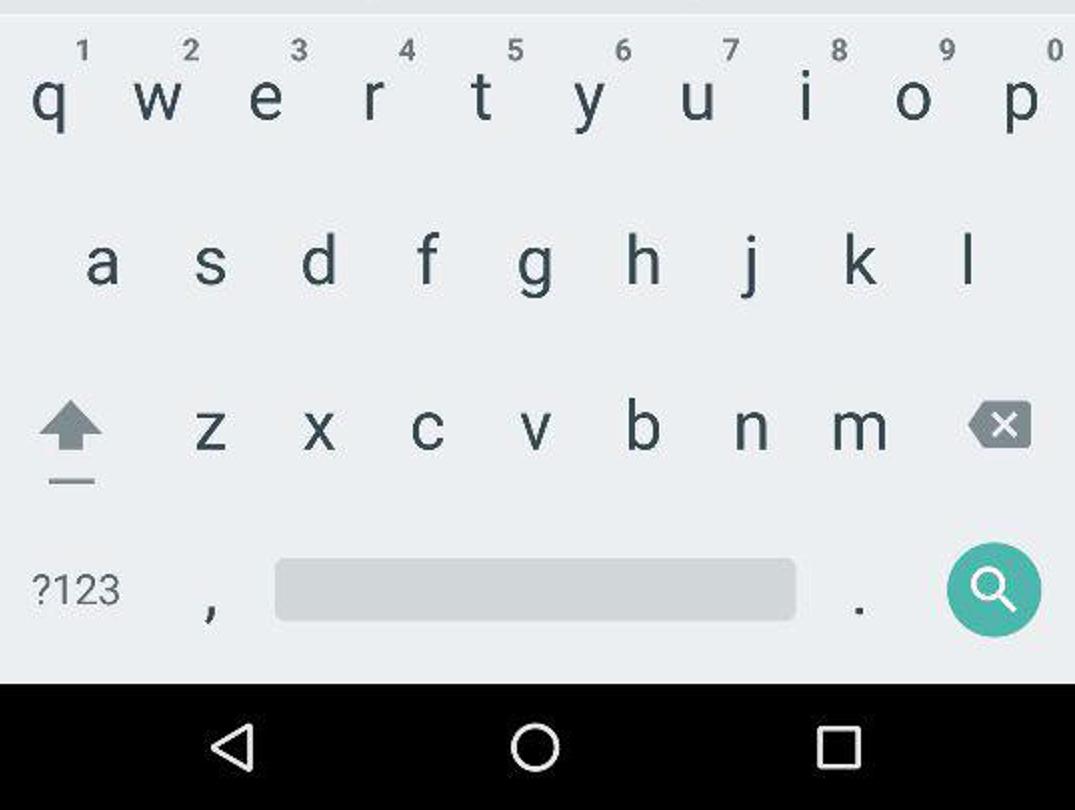 1 2 3 4 5 6 7 8 9 0
q w e r t y u i o p
a s d f g h j k l
z x c v b n m
?123 , .